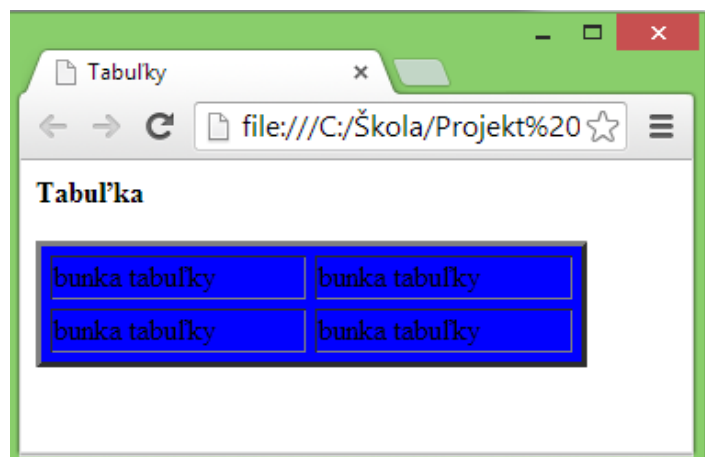 Tabuľky
file:///C:/Škola/Projekt%20
Tabuľka
bunka tabuľky bunka tabuľky
bunka tabuľky bunka tabuľky